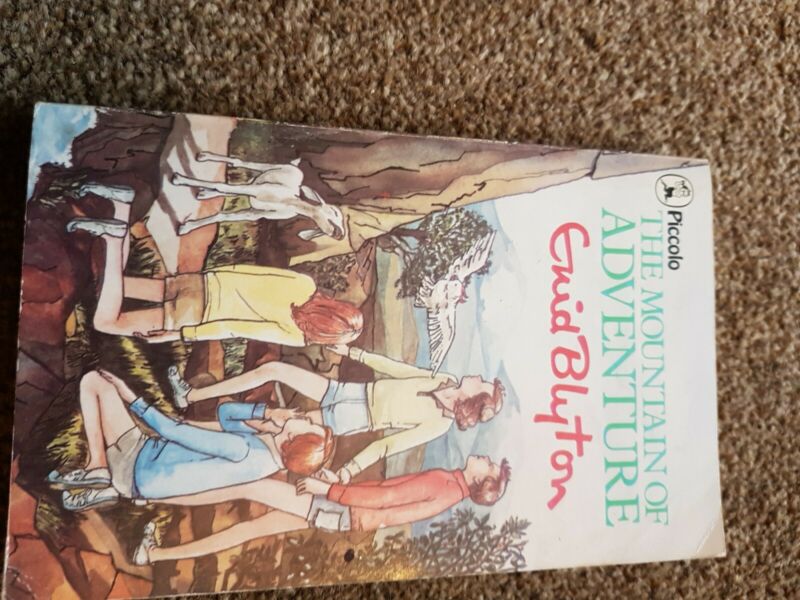 Piccolo
THE MOUNTAIN OF
ADVENTURE
Enid Blyton